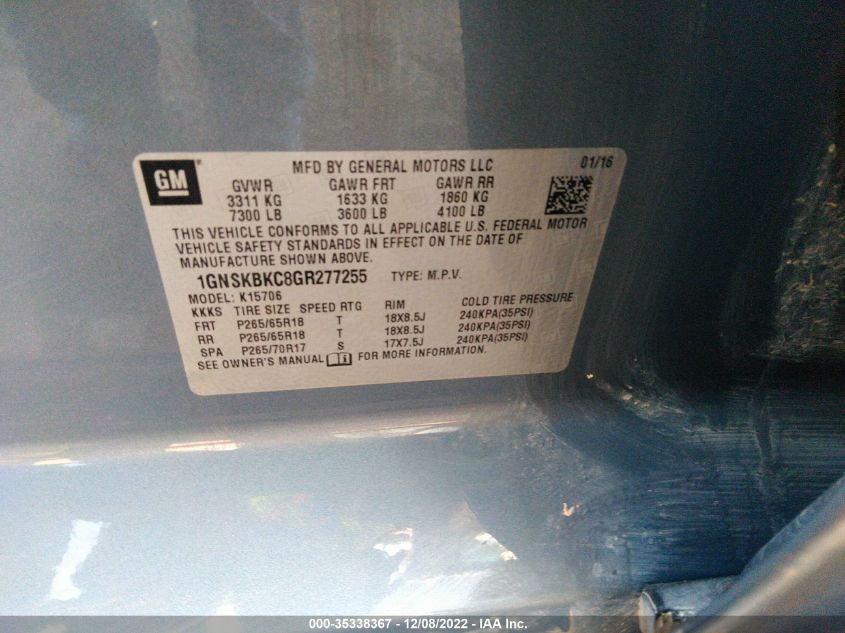 GM
MFD BY GENERAL MOTORS LLC 01/16
GVWR GAWR FRT GAWR RR
3311 KG 1633 KG 1860 KG
7300 LB 3600 LB 4100 LB
THIS VEHICLE CONFORMS TO ALL APPLICABLE U.S. FEDERAL MOTOR
VEHICLE SAFETY STANDARDS IN EFFECT ON THE DATE OF
MANUFACTURE SHOWN ABOVE.
1GNSKBKC8GR277255 TYPE: M.P.V.
MODEL: K15706
KKKS TIRE SIZE SPEED RTG RIM COLD TIRE PRESSURE
FRT P265/65R18 T 18X8.5J 240KPA(35PSI)
RR P265/65R18 T 18X8.5J 240KPA(35PSI)
SPA P265/70R17 S 17X7.5J 240KPA(35PSI)
SEE OWNER'S MANUAL FOR MORE INFORMATION.
000-35338367 - 12/08/2022 - IAA Inc.